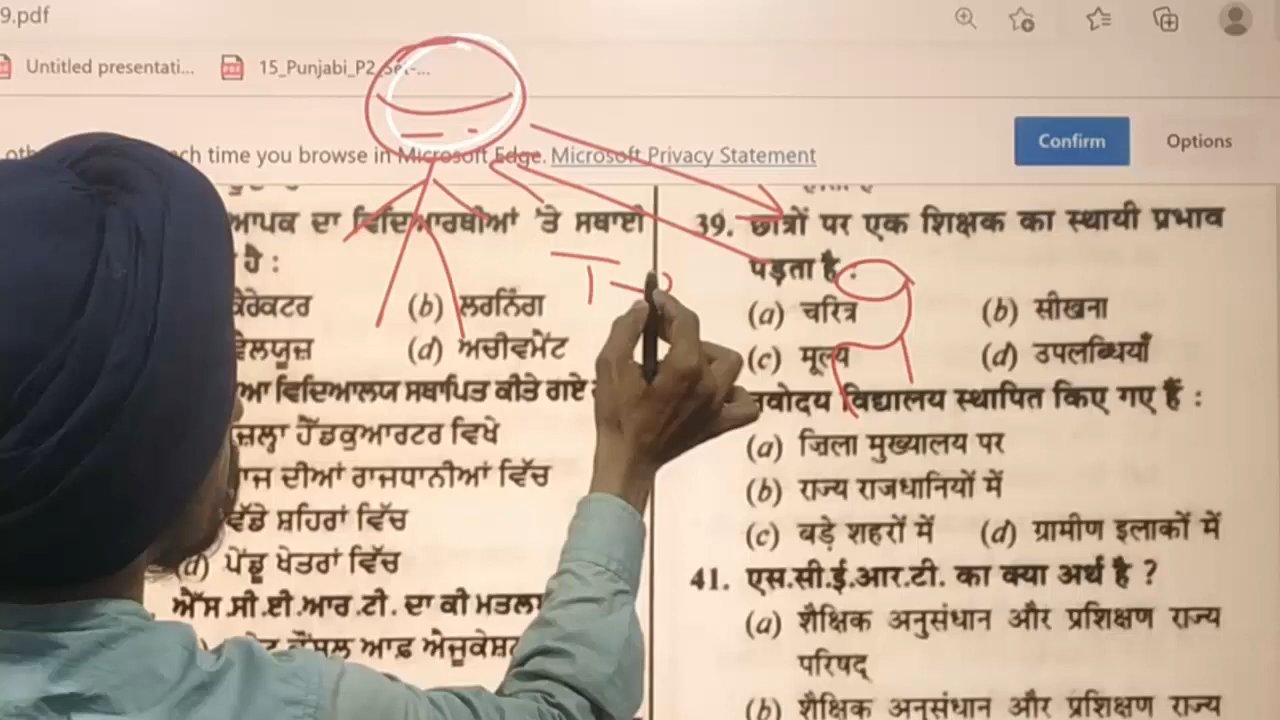 9.pdf
Untitled presentati... 15_Punjabi_P2_Set-...
ch time you browse in Microsoft Edge. Microsoft Privacy Statement Confirm Options
ਆਪਕ ਦਾ ਵਿਦਿਆਰਥੀਆਂ 'ਤੇ ਸਥਾਈ
ਹੈ :
(b) ਲਰਨਿੰਗ
(d) ਅਚੀਵਮੈਂਟ
ਵਿਦਿਆਲਯ ਸਥਾਪਿਤ ਕੀਤੇ ਗਏ
ਹੈੱਡਕੁਆਰਟਰ ਵਿਖੇ
ਦੀਆਂ ਰਾਜਧਾਨੀਆਂ ਵਿੱਚ
ਵੱਡੇ ਸ਼ਹਿਰਾਂ ਵਿੱਚ
(d) ਪੇਂਡੂ ਖੇਤਰਾਂ ਵਿੱਚ
ਐੱਸ.ਸੀ.ਈ.ਆਰ.ਟੀ. ਦਾ ਕੀ
ਆਫ਼
39. छात्रों पर एक शिक्षक का स्थायी प्रभाव
पड़ता है :
(a) चरित्र (b) सीखना
(c) मूल्य (d) उपलब्धियाँ
विद्यालय स्थापित किए गए हैं :
(a) ज़िला मुख्यालय पर
(b) राज्य राजधानियों में
(c) बड़े शहरों में (d) ग्रामीण इलाकों में
41. एस.सी.ई.आर.टी. का क्या अर्थ है ?
(a) शैक्षिक अनुसंधान और प्रशिक्षण राज्य
परिषद्
(b) शैक्षिक अनुसंधान और प्रशिक्षण राज्य